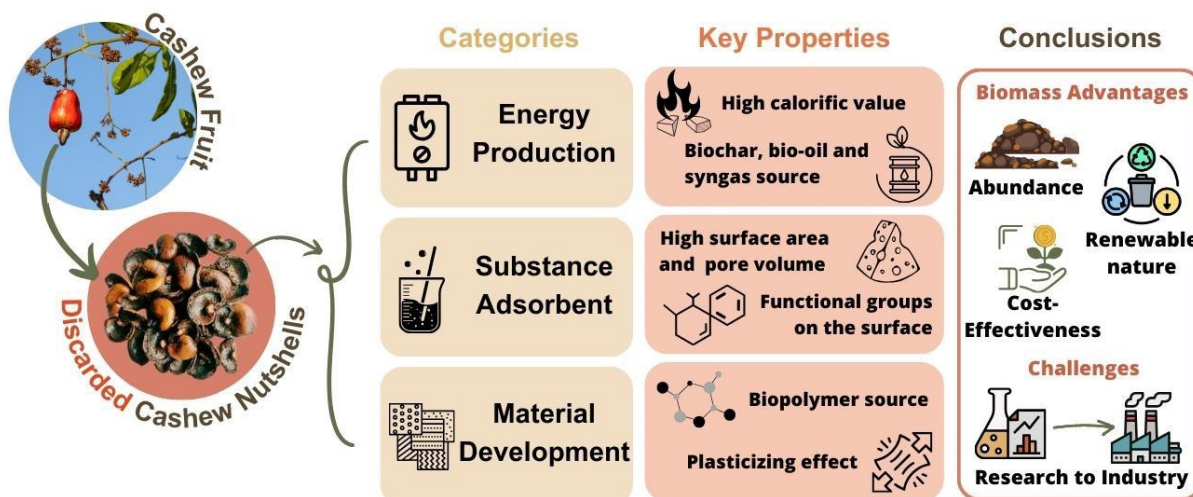 Cashew Fruit
Discarded Cashew Nutshells
Categories
Energy
Production
Substance
Adsorbent
Material
Development
Key Properties
High calorific value
Biochar, bio-oil and
syngas source
High surface area
and pore volume
Functional groups
on the surface
Biopolymer source
Plasticizing effect
Conclusions
Biomass Advantages
Abundance
Renewable
nature
Cost-
Effectiveness
Challenges
Research to Industry